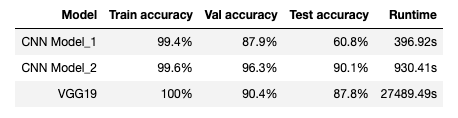 Model Train accuracy Val accuracy Test accuracy Runtime
CNN Model_1 99.4% 87.9% 60.8% 396.92s
CNN Model_2 99.6% 96.3% 90.1% 930.41s
VGG19 100% 90.4% 87.8% 27489.49s